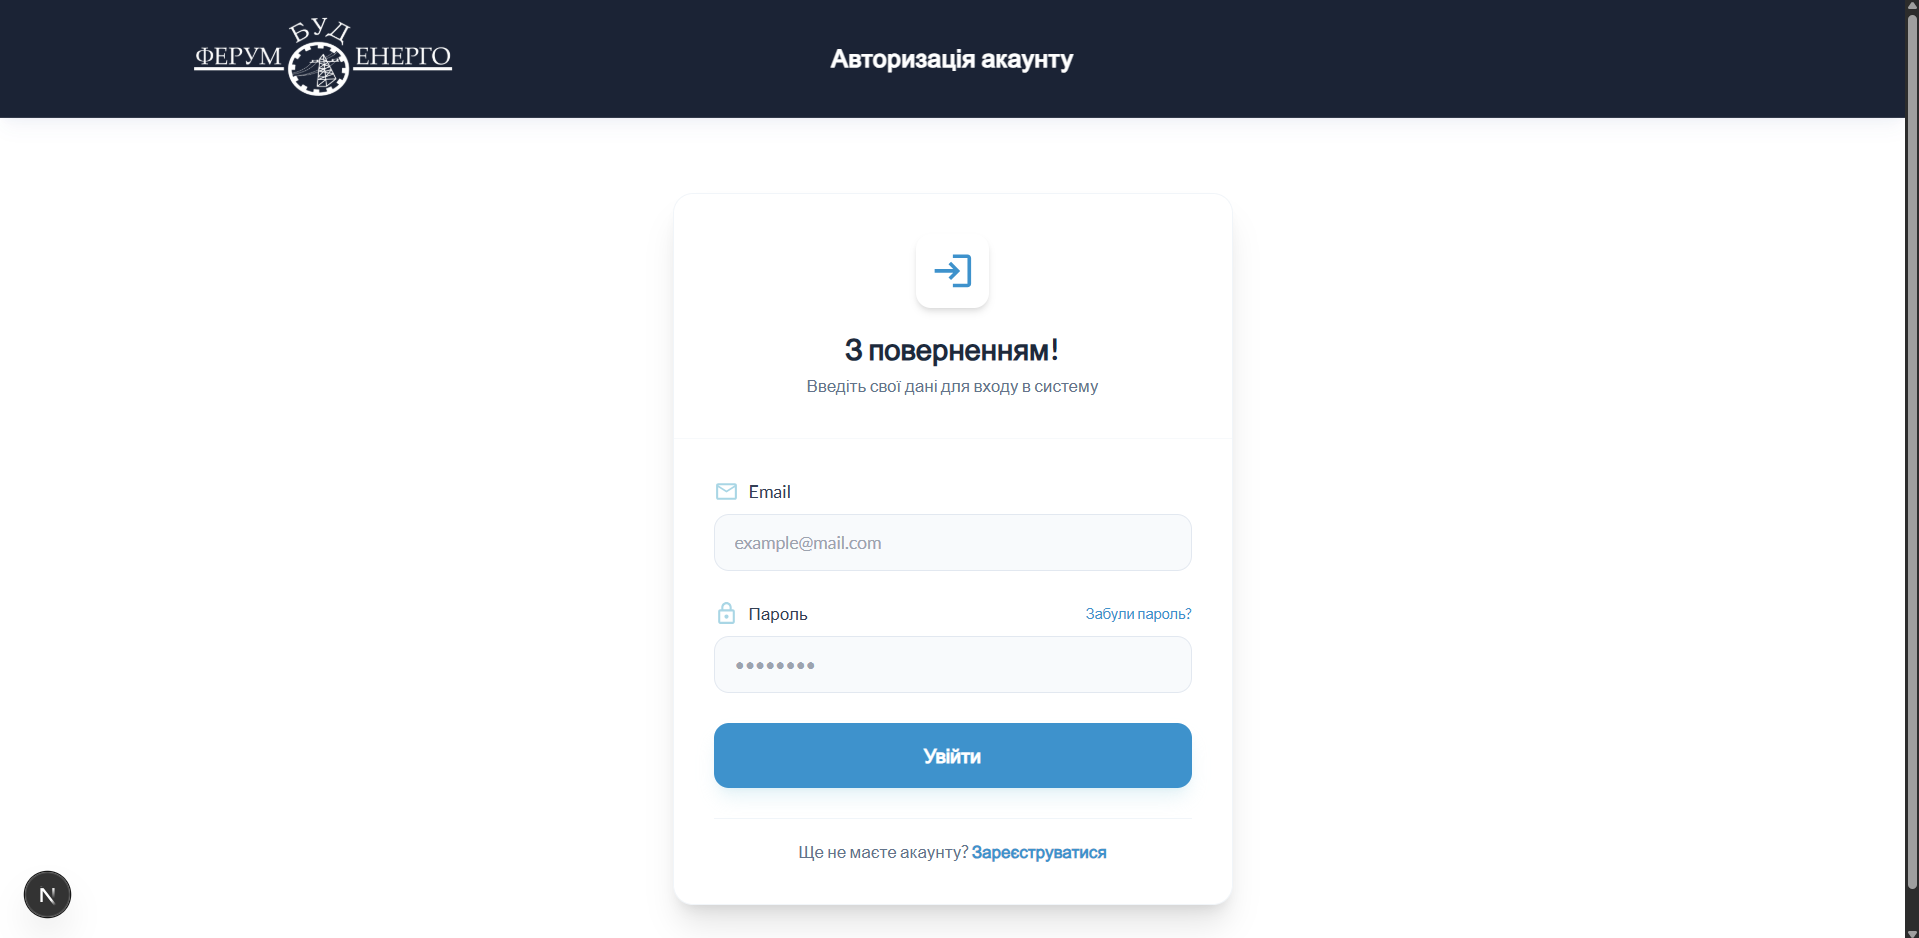 ФЕРУМ БУД ЕНЕРГО
Авторизація акаунту
З поверненням!
Введіть свої дані для входу в систему
Email
example@mail.com
Пароль
Забули пароль?
••••••••
Увійти
Ще не маєте акаунту? Зареєструватися
N